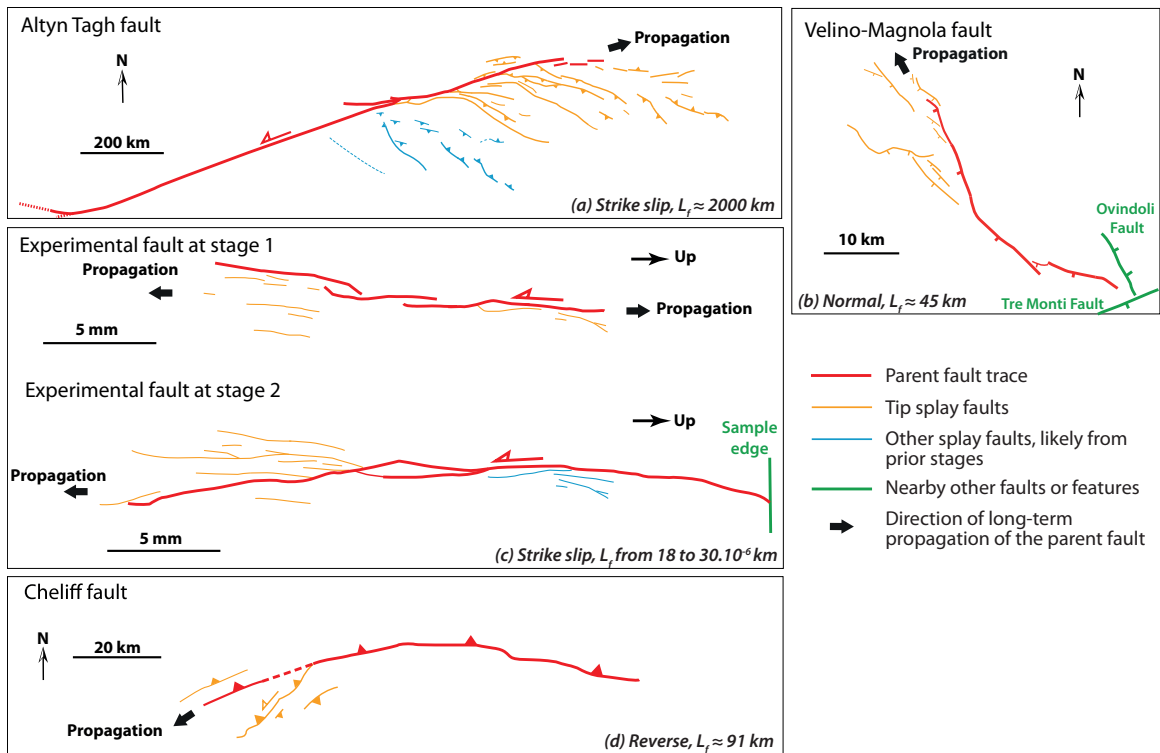 Altyn Tagh fault
Propagation
N
200 km
(a) Strike slip, L_f ≈ 2000 km
Velino-Magnola fault
Propagation
N
Ovindoli
Fault
10 km
Tre Monti Fault
(b) Normal, L_f ≈ 45 km
Experimental fault at stage 1
Up
Propagation
Propagation
5 mm
Experimental fault at stage 2
Up
Sample
edge
Propagation
5 mm
(c) Strike slip, L_f from 18 to 30.10⁻⁶ km
Parent fault trace
Tip splay faults
Other splay faults, likely from
prior stages
Nearby other faults or features
Direction of long-term
propagation of the parent fault
Cheliff fault
N
20 km
Propagation
(d) Reverse, L_f ≈ 91 km